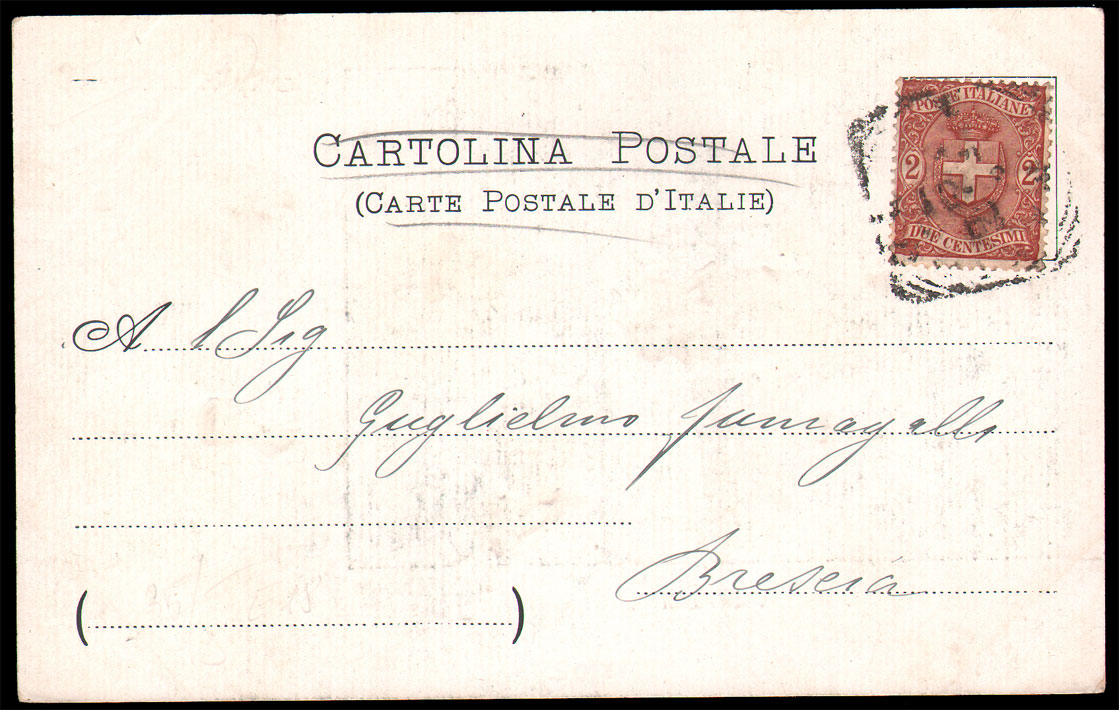 CARTOLINA POSTALE
(CARTE POSTALE D'ITALIE)
POSTE ITALIANE
2 2
DUE CENTESIMI
A l Sig
Guglielmo Fumagalli
Brescia
( )